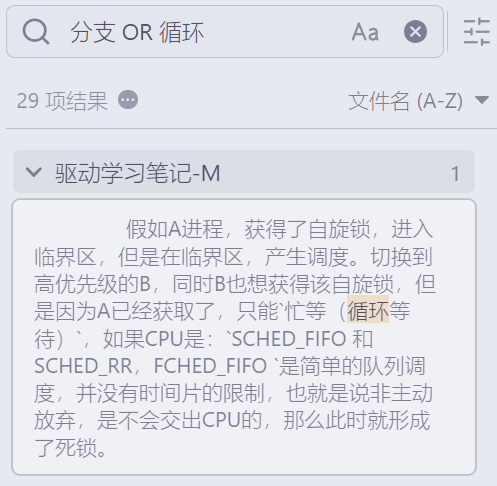 分支 OR 循环 Aa
29 项结果 文件名 (A-Z)
驱动学习笔记-M 1
假如A进程，获得了自旋锁，进入
临界区，但是在临界区，产生调度。切换到
高优先级的B，同时B也想获得该自旋锁，但
是因为A已经获取了，只能`忙等（循环等
待）`，如果CPU是：`SCHED_FIFO 和
SCHED_RR，FCHED_FIFO `是简单的队列调
度，并没有时间片的限制，也就是说非主动
放弃，是不会交出CPU的，那么此时就形成
了死锁。